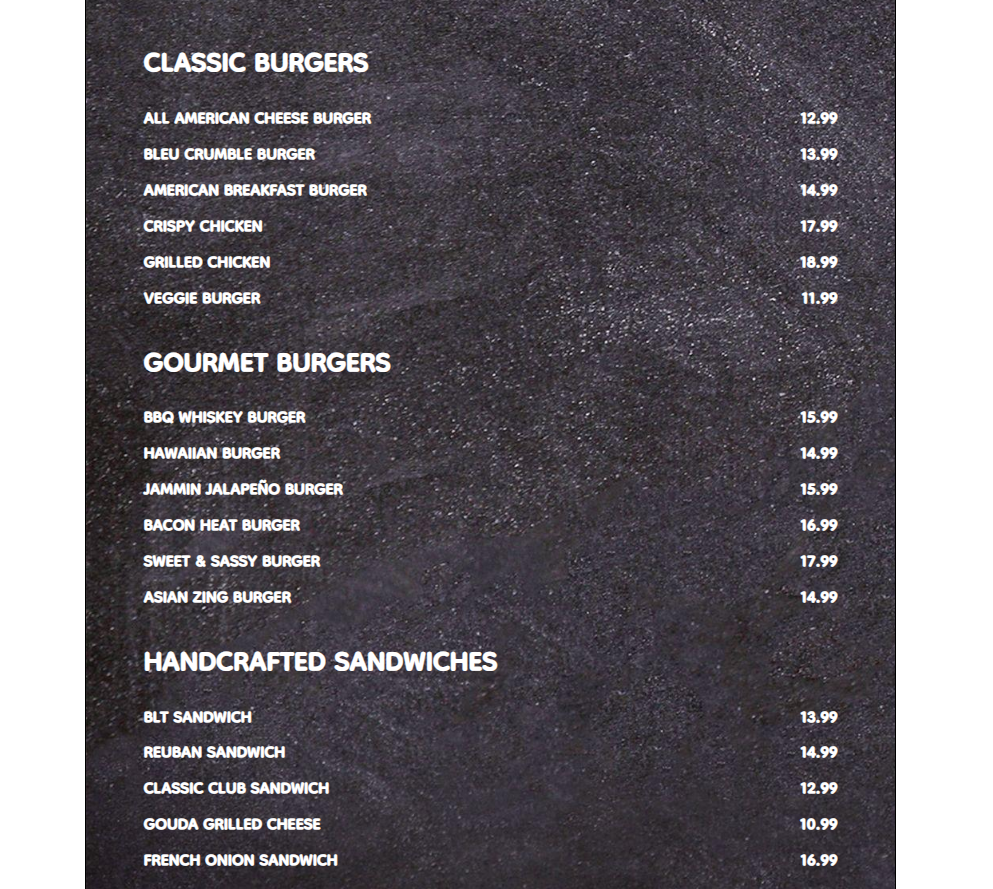 CLASSIC BURGERS
ALL AMERICAN CHEESE BURGER 12.99
BLEU CRUMBLE BURGER 13.99
AMERICAN BREAKFAST BURGER 14.99
CRISPY CHICKEN 17.99
GRILLED CHICKEN 18.99
VEGGIE BURGER 11.99
GOURMET BURGERS
BBQ WHISKEY BURGER 15.99
HAWAIIAN BURGER 14.99
JAMMIN JALAPEÑO BURGER 15.99
BACON HEAT BURGER 16.99
SWEET & SASSY BURGER 17.99
ASIAN ZING BURGER 14.99
HANDCRAFTED SANDWICHES
BLT SANDWICH 13.99
REUBAN SANDWICH 14.99
CLASSIC CLUB SANDWICH 12.99
GOUDA GRILLED CHEESE 10.99
FRENCH ONION SANDWICH 16.99